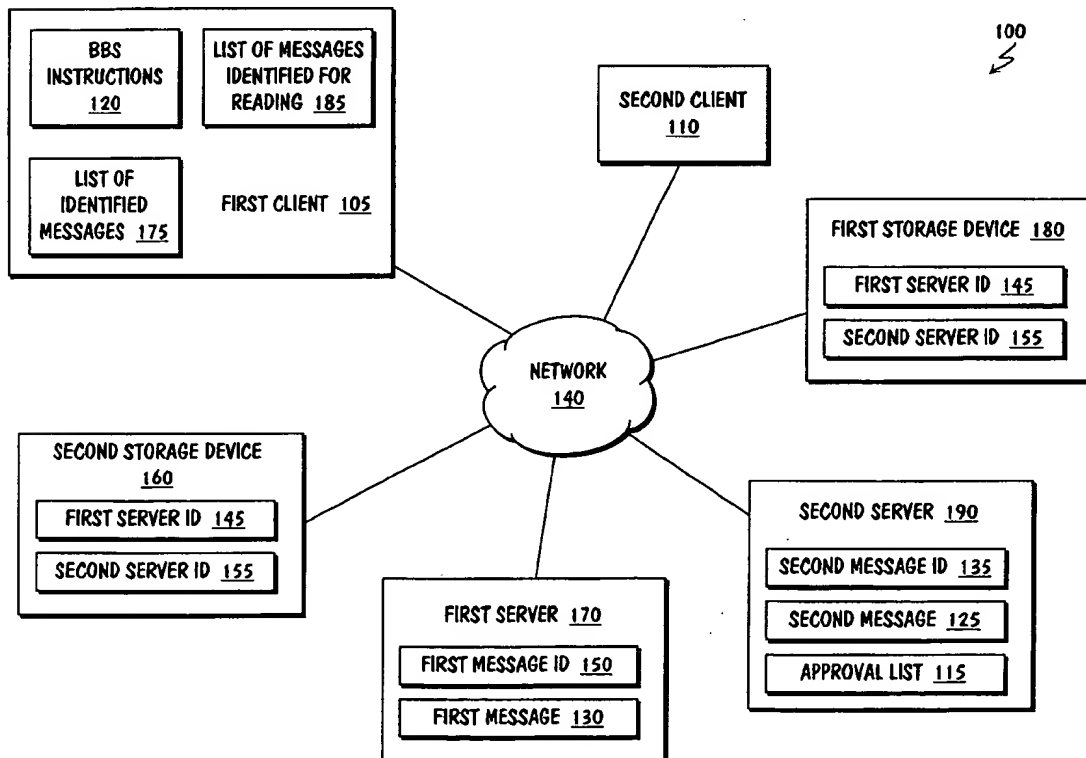 100
BBS
INSTRUCTIONS
120
LIST OF MESSAGES
IDENTIFIED FOR
READING 185
LIST OF
IDENTIFIED
MESSAGES 175
FIRST CLIENT 105
SECOND CLIENT
110
FIRST STORAGE DEVICE 180
FIRST SERVER ID 145
SECOND SERVER ID 155
NETWORK
140
SECOND STORAGE DEVICE
160
FIRST SERVER ID 145
SECOND SERVER ID 155
SECOND SERVER 190
SECOND MESSAGE ID 135
SECOND MESSAGE 125
APPROVAL LIST 115
FIRST SERVER 170
FIRST MESSAGE ID 150
FIRST MESSAGE 130